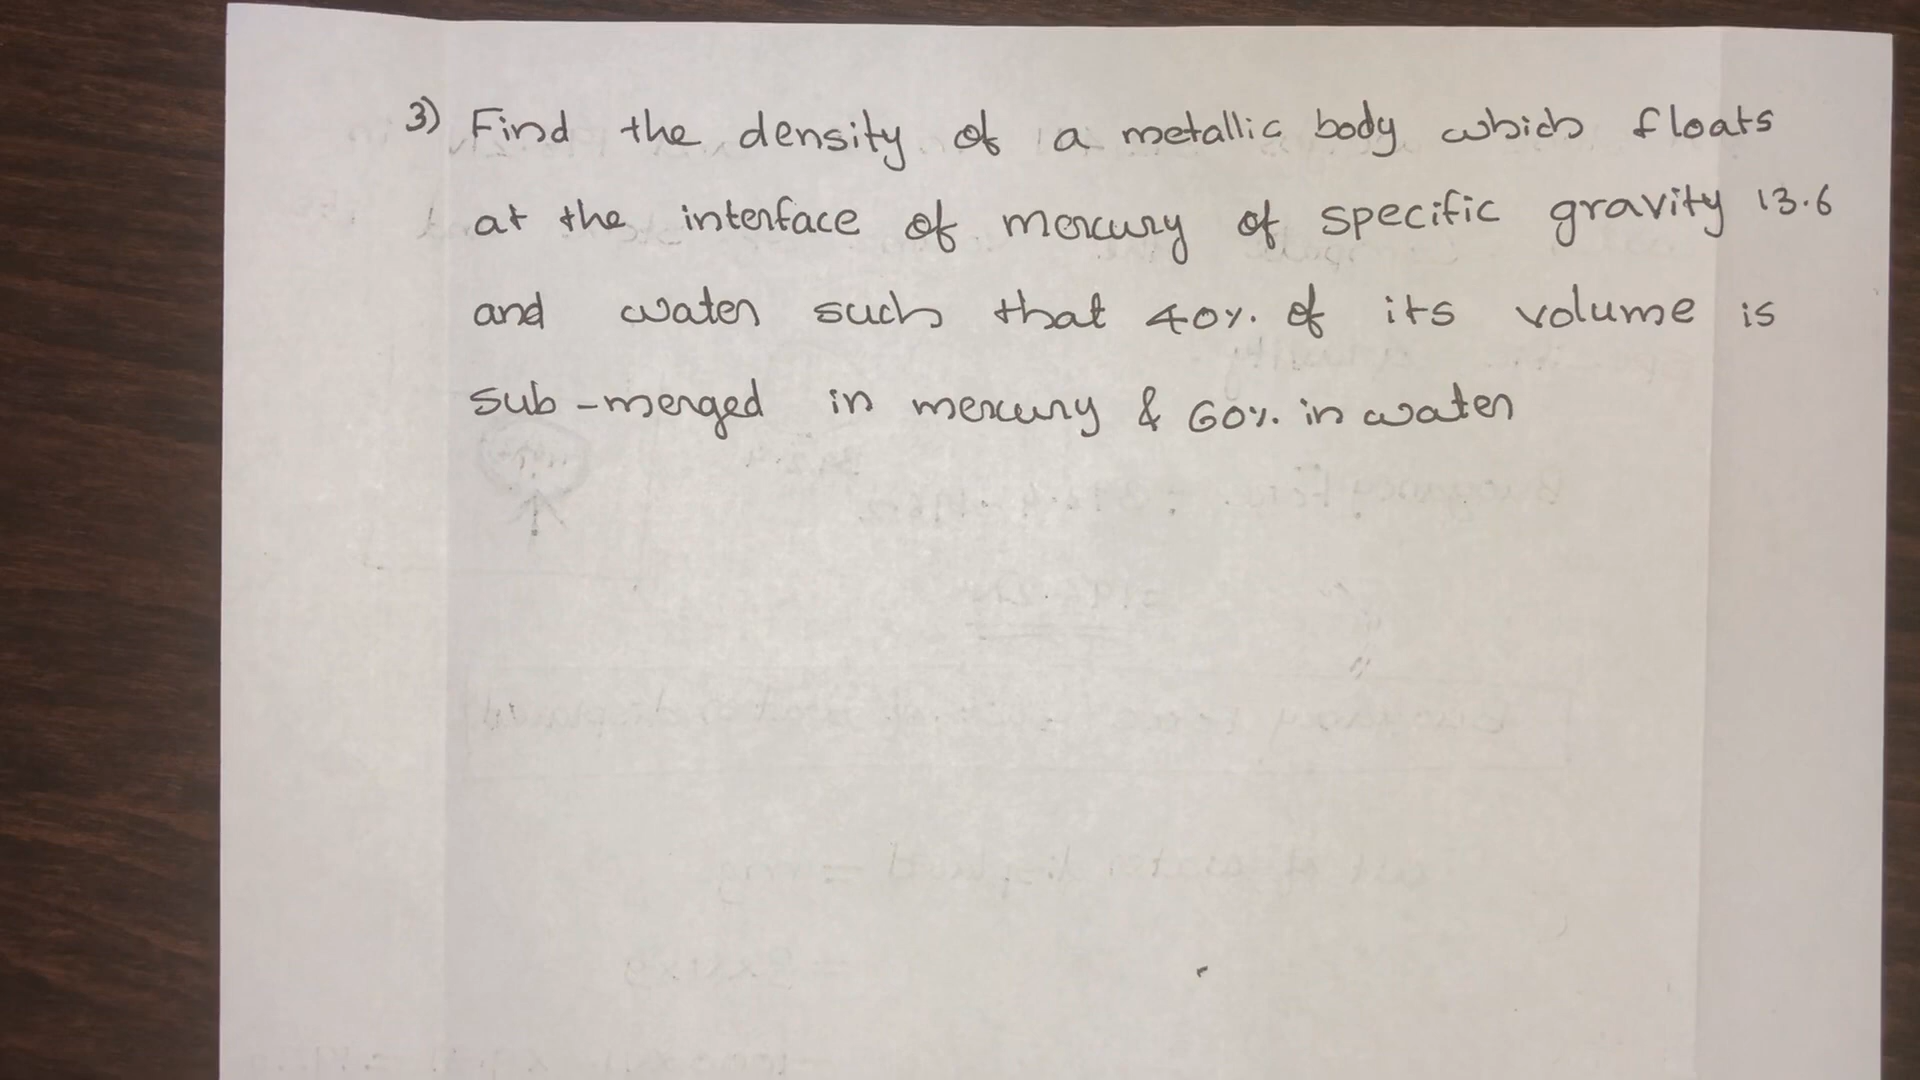 3) Find the density of a metallic body which floats
at the interface of mercury of specific gravity 13.6
and water such that 40%. of its volume is
sub-merged in mercury & 60%. in water